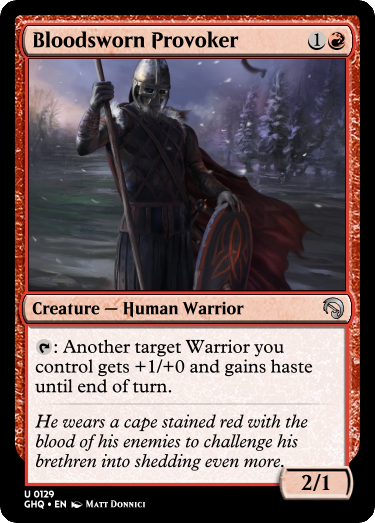 Bloodsworn Provoker 1
Creature — Human Warrior
: Another target Warrior you
control gets +1/+0 and gains haste
until end of turn.
He wears a cape stained red with the
blood of his enemies to challenge his
brethren into shedding even more.
2/1
U 0129
GHQ • EN Matt Donnici